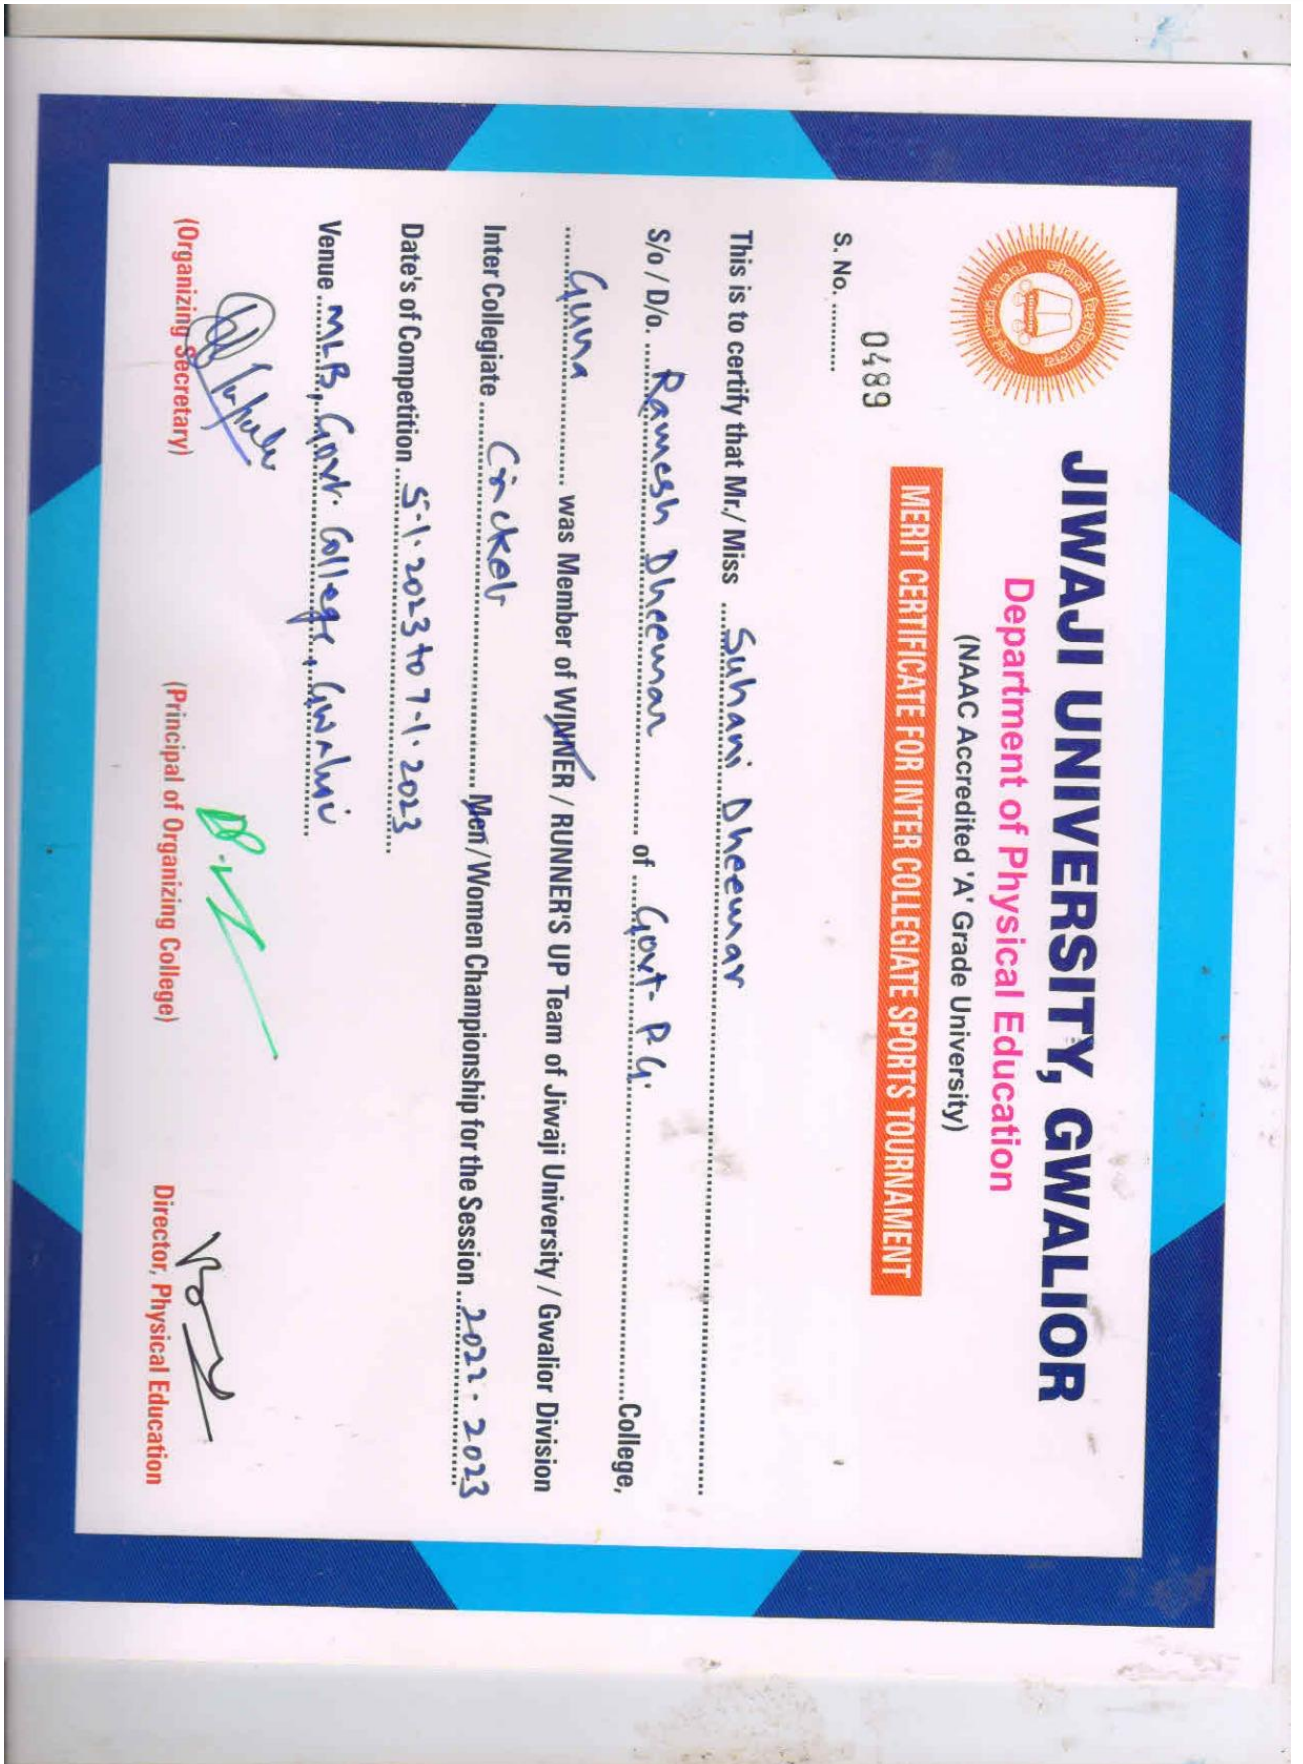 JIWAJI UNIVERSITY, GWALIOR
Department of Physical Education
(NAAC Accredited 'A' Grade University)
MERIT CERTIFICATE FOR INTER COLLEGIATE SPORTS TOURNAMENT
0489
S. No. ............
This is to certify that Mr./ Miss Suhani Dheemar
S/o / D/o. Ramesh Dheemar of Govt. P.G. College,
Guna was Member of WINNER / RUNNER'S UP Team of Jiwaji University / Gwalior Division
Inter Collegiate Cricket Men / Women Championship for the Session 2022-2023
Date's of Competition 5.1.2023 to 7.1.2023
Venue MLB, Govt. College, Gwalior
(Organizing Secretary) (Principal of Organizing College) Director, Physical Education